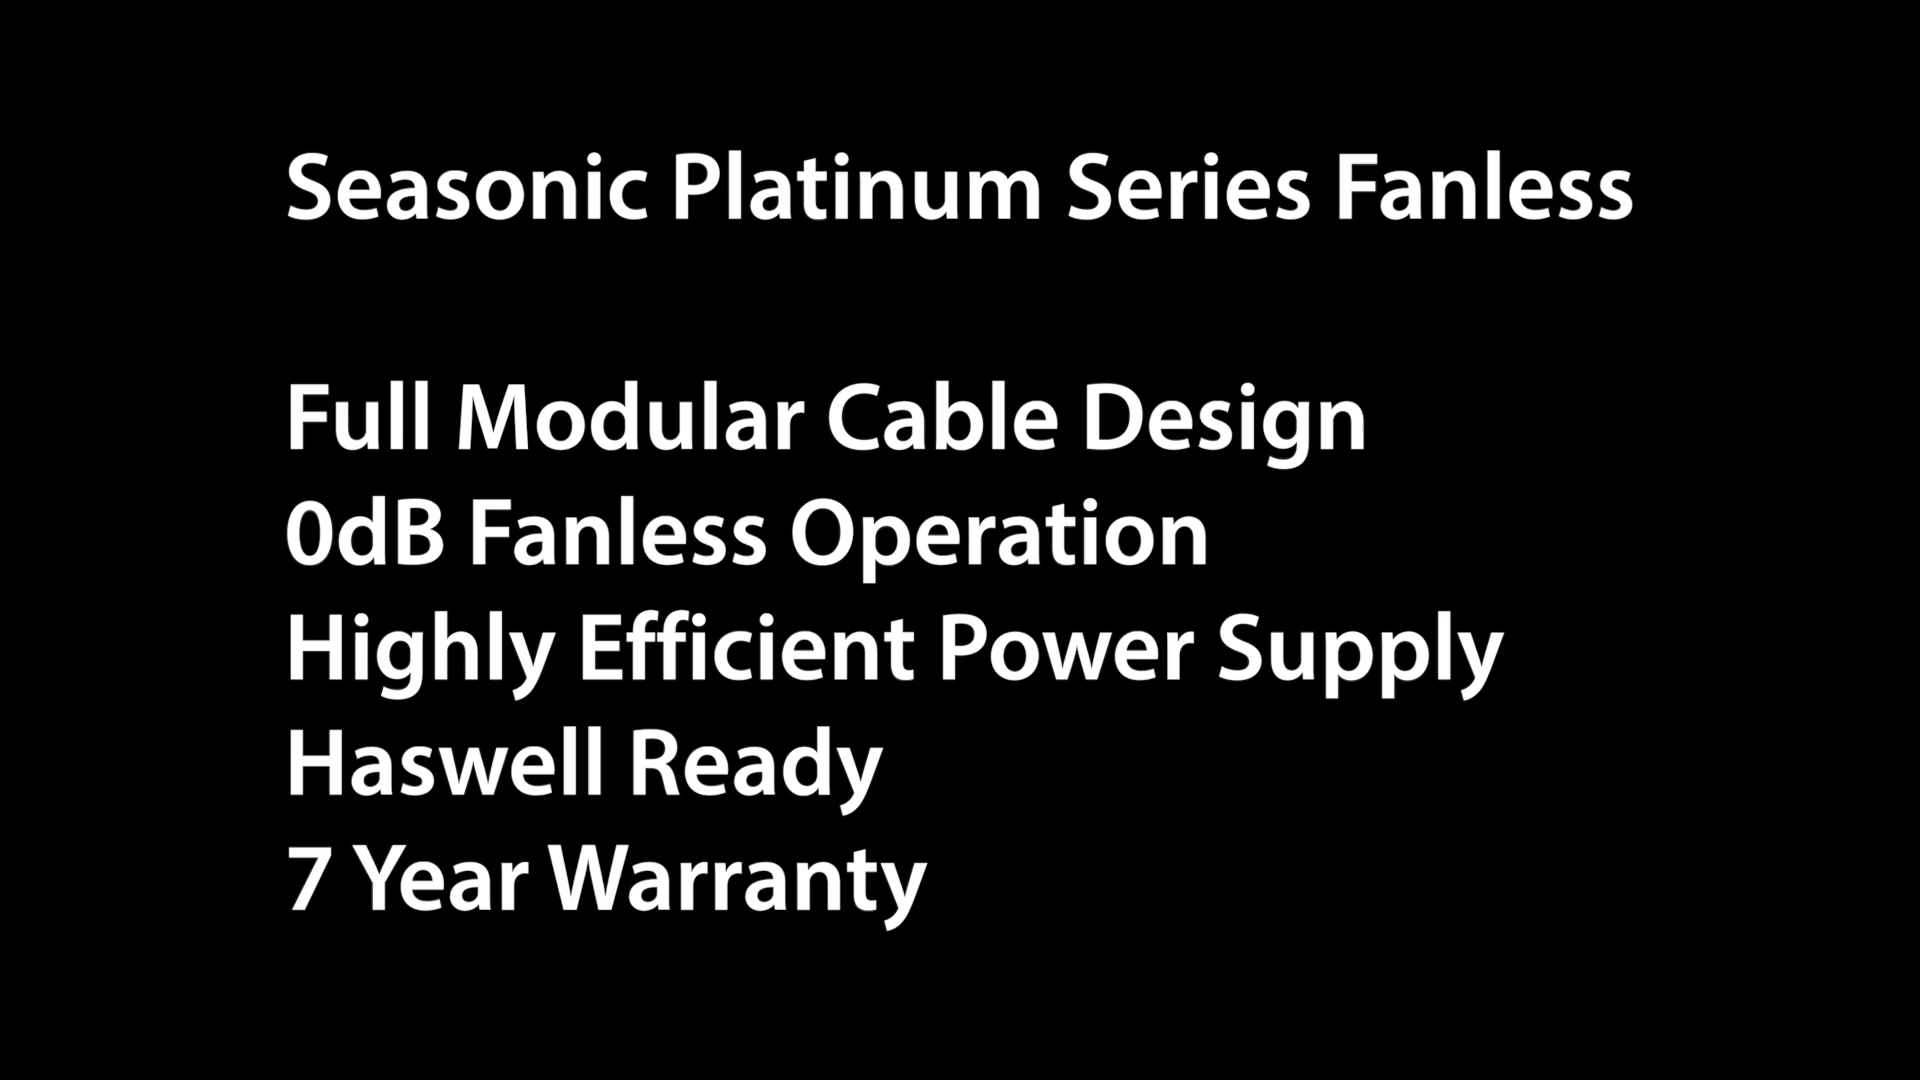 Seasonic Platinum Series Fanless
Full Modular Cable Design
0dB Fanless Operation
Highly Efficient Power Supply
Haswell Ready
7 Year Warranty